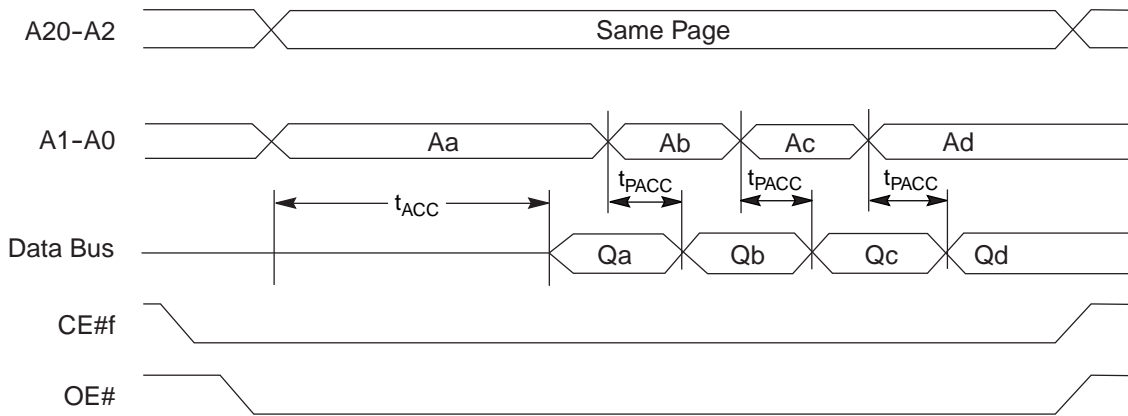 A20-A2 Same Page
A1-A0 Aa Ab Ac Ad
tACC tPACC tPACC tPACC
Data Bus Qa Qb Qc Qd
CE#f
OE#